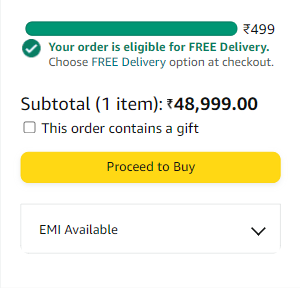 ₹499
Your order is eligible for FREE Delivery.
Choose FREE Delivery option at checkout.
Subtotal (1 item): ₹48,999.00
This order contains a gift
Proceed to Buy
EMI Available